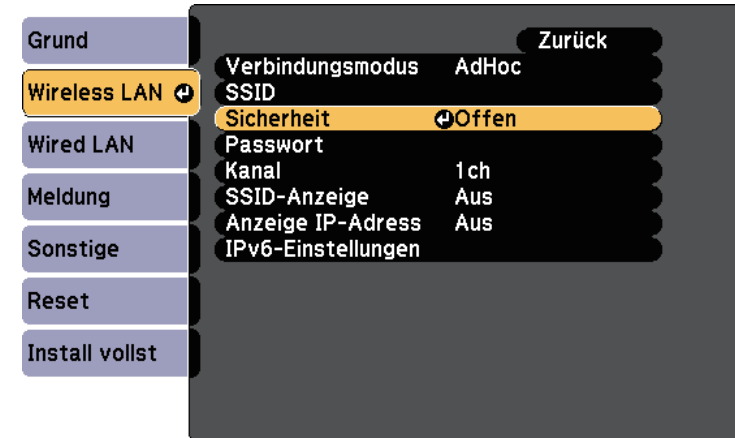 Grund
Wireless LAN
Wired LAN
Meldung
Sonstige
Reset
Install vollst
Zurück
Verbindungsmodus AdHoc
SSID
Sicherheit Offen
Passwort
Kanal 1ch
SSID-Anzeige Aus
Anzeige IP-Adress Aus
IPv6-Einstellungen